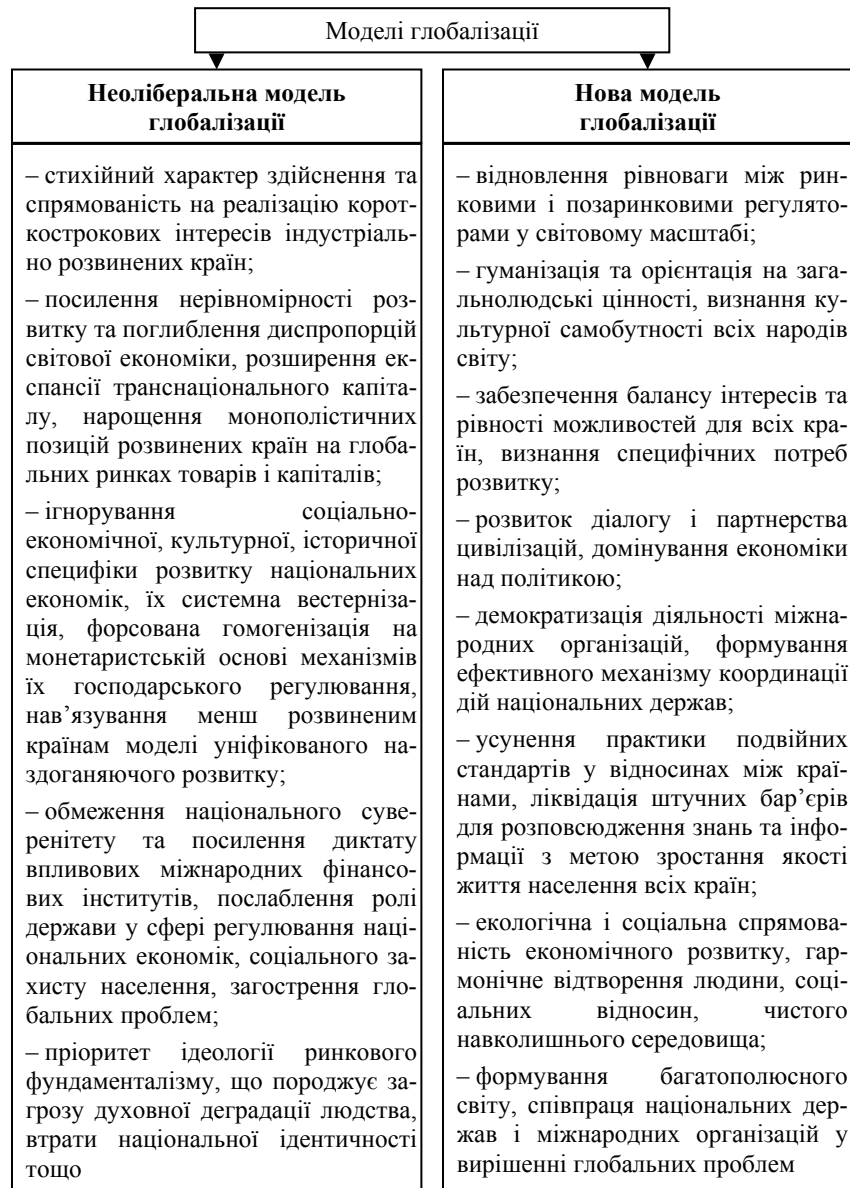 Моделі глобалізації
Неоліберальна модель
глобалізації
– стихійний характер здійснення та
спрямованість на реалізацію корот-
кострокових інтересів індустріаль-
но розвинених країн;
– посилення нерівномірності роз-
витку та поглиблення диспропорцій
світової економіки, розширення ек-
спансії транснаціонального капіта-
лу, нарощення монополістичних
позицій розвинених країн на глоба-
льних ринках товарів і капіталів;
– ігнорування соціально-
економічної, культурної, історичної
специфіки розвитку національних
економік, їх системна вестерніза-
ція, форсована гомогенізація на
монетаристській основі механізмів
їх господарського регулювання,
нав’язування менш розвиненим
країнам моделі уніфікованого на-
здоганяючого розвитку;
– обмеження національного суве-
ренітету та посилення диктату
впливових міжнародних фінансо-
вих інститутів, послаблення ролі
держави у сфері регулювання наці-
ональних економік, соціального за-
хисту населення, загострення гло-
бальних проблем;
– пріоритет ідеології ринкового
фундаменталізму, що породжує за-
грозу духовної деградації людства,
втрати національної ідентичності
тощо
Нова модель
глобалізації
– відновлення рівноваги між рин-
ковими і позаринковими регулято-
рами у світовому масштабі;
– гуманізація та орієнтація на зага-
льнолюдські цінності, визнання ку-
льтурної самобутності всіх народів
світу;
– забезпечення балансу інтересів та
рівності можливостей для всіх кра-
їн, визнання специфічних потреб
розвитку;
– розвиток діалогу і партнерства
цивілізацій, домінування економіки
над політикою;
– демократизація діяльності міжна-
родних організацій, формування
ефективного механізму координації
дій національних держав;
– усунення практики подвійних
стандартів у відносинах між краї-
нами, ліквідація штучних бар’єрів
для розповсюдження знань та інфо-
рмації з метою зростання якості
життя населення всіх країн;
– екологічна і соціальна спрямова-
ність економічного розвитку, гар-
монічне відтворення людини, соці-
альних відносин, чистого
навколишнього середовища;
– формування багатополюсного
світу, співпраця національних дер-
жав і міжнародних організацій у
вирішенні глобальних проблем